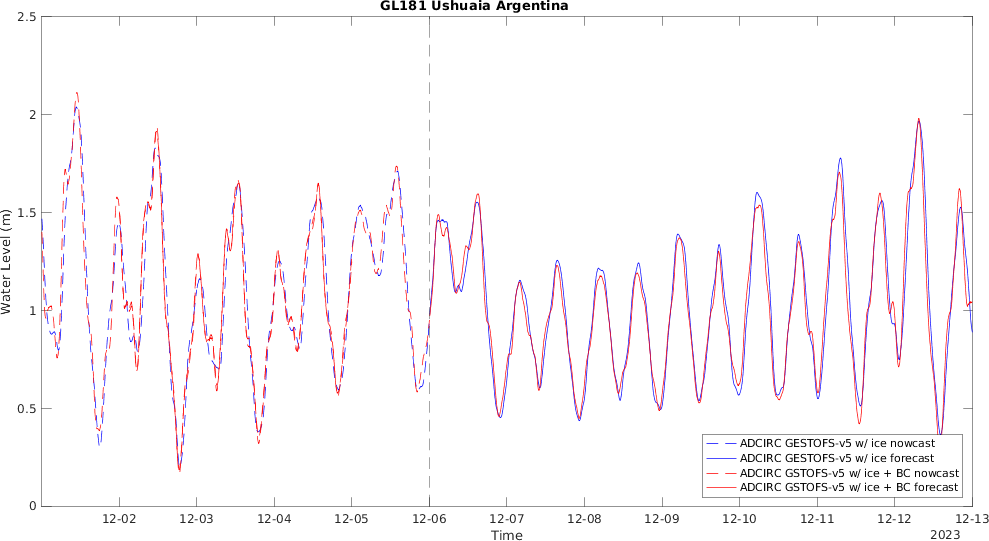 GL181 Ushuaia Argentina
2.5
2
1.5
1
0.5
0
Water Level (m)
ADCIRC GESTOFS-v5 w/ ice nowcast
ADCIRC GESTOFS-v5 w/ ice forecast
ADCIRC GSTOFS-v5 w/ ice + BC nowcast
ADCIRC GSTOFS-v5 w/ ice + BC forecast
12-02 12-03 12-04 12-05 12-06 12-07 12-08 12-09 12-10 12-11 12-12 12-13
Time
2023